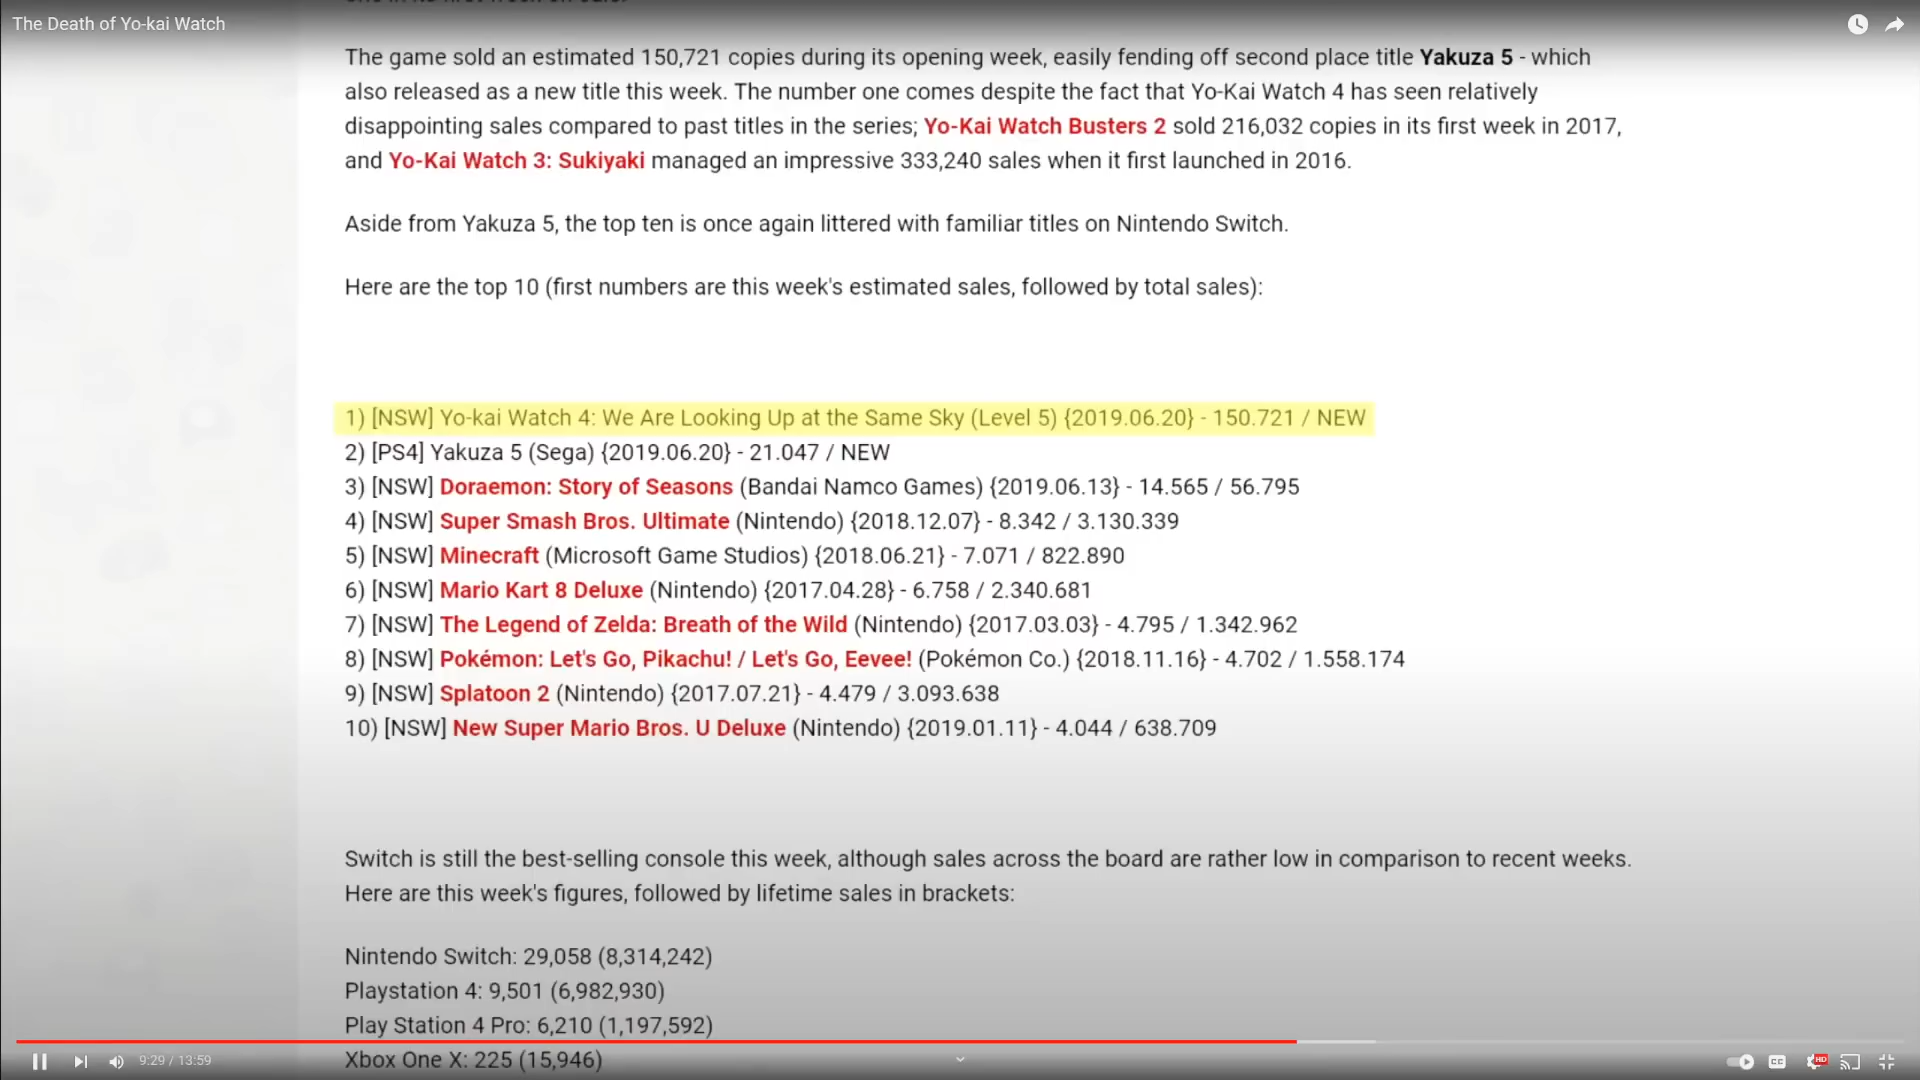 The Death of Yo-kai Watch
The game sold an estimated 150,721 copies during its opening week, easily fending off second place title Yakuza 5 - which
also released as a new title this week. The number one comes despite the fact that Yo-Kai Watch 4 has seen relatively
disappointing sales compared to past titles in the series; Yo-Kai Watch Busters 2 sold 216,032 copies in its first week in 2017,
and Yo-Kai Watch 3: Sukiyaki managed an impressive 333,240 sales when it first launched in 2016.
Aside from Yakuza 5, the top ten is once again littered with familiar titles on Nintendo Switch.
Here are the top 10 (first numbers are this week's estimated sales, followed by total sales):
1) [NSW] Yo-kai Watch 4: We Are Looking Up at the Same Sky (Level 5) {2019.06.20} - 150.721 / NEW
2) [PS4] Yakuza 5 (Sega) {2019.06.20} - 21.047 / NEW
3) [NSW] Doraemon: Story of Seasons (Bandai Namco Games) {2019.06.13} - 14.565 / 56.795
4) [NSW] Super Smash Bros. Ultimate (Nintendo) {2018.12.07} - 8.342 / 3.130.339
5) [NSW] Minecraft (Microsoft Game Studios) {2018.06.21} - 7.071 / 822.890
6) [NSW] Mario Kart 8 Deluxe (Nintendo) {2017.04.28} - 6.758 / 2.340.681
7) [NSW] The Legend of Zelda: Breath of the Wild (Nintendo) {2017.03.03} - 4.795 / 1.342.962
8) [NSW] Pokémon: Let's Go, Pikachu! / Let's Go, Eevee! (Pokémon Co.) {2018.11.16} - 4.702 / 1.558.174
9) [NSW] Splatoon 2 (Nintendo) {2017.07.21} - 4.479 / 3.093.638
10) [NSW] New Super Mario Bros. U Deluxe (Nintendo) {2019.01.11} - 4.044 / 638.709
Switch is still the best-selling console this week, although sales across the board are rather low in comparison to recent weeks.
Here are this week's figures, followed by lifetime sales in brackets:
Nintendo Switch: 29,058 (8,314,242)
Playstation 4: 9,501 (6,982,930)
Play Station 4 Pro: 6,210 (1,197,592)
Xbox One X: 225 (15,946)
9:29 / 13:59
CC
HD